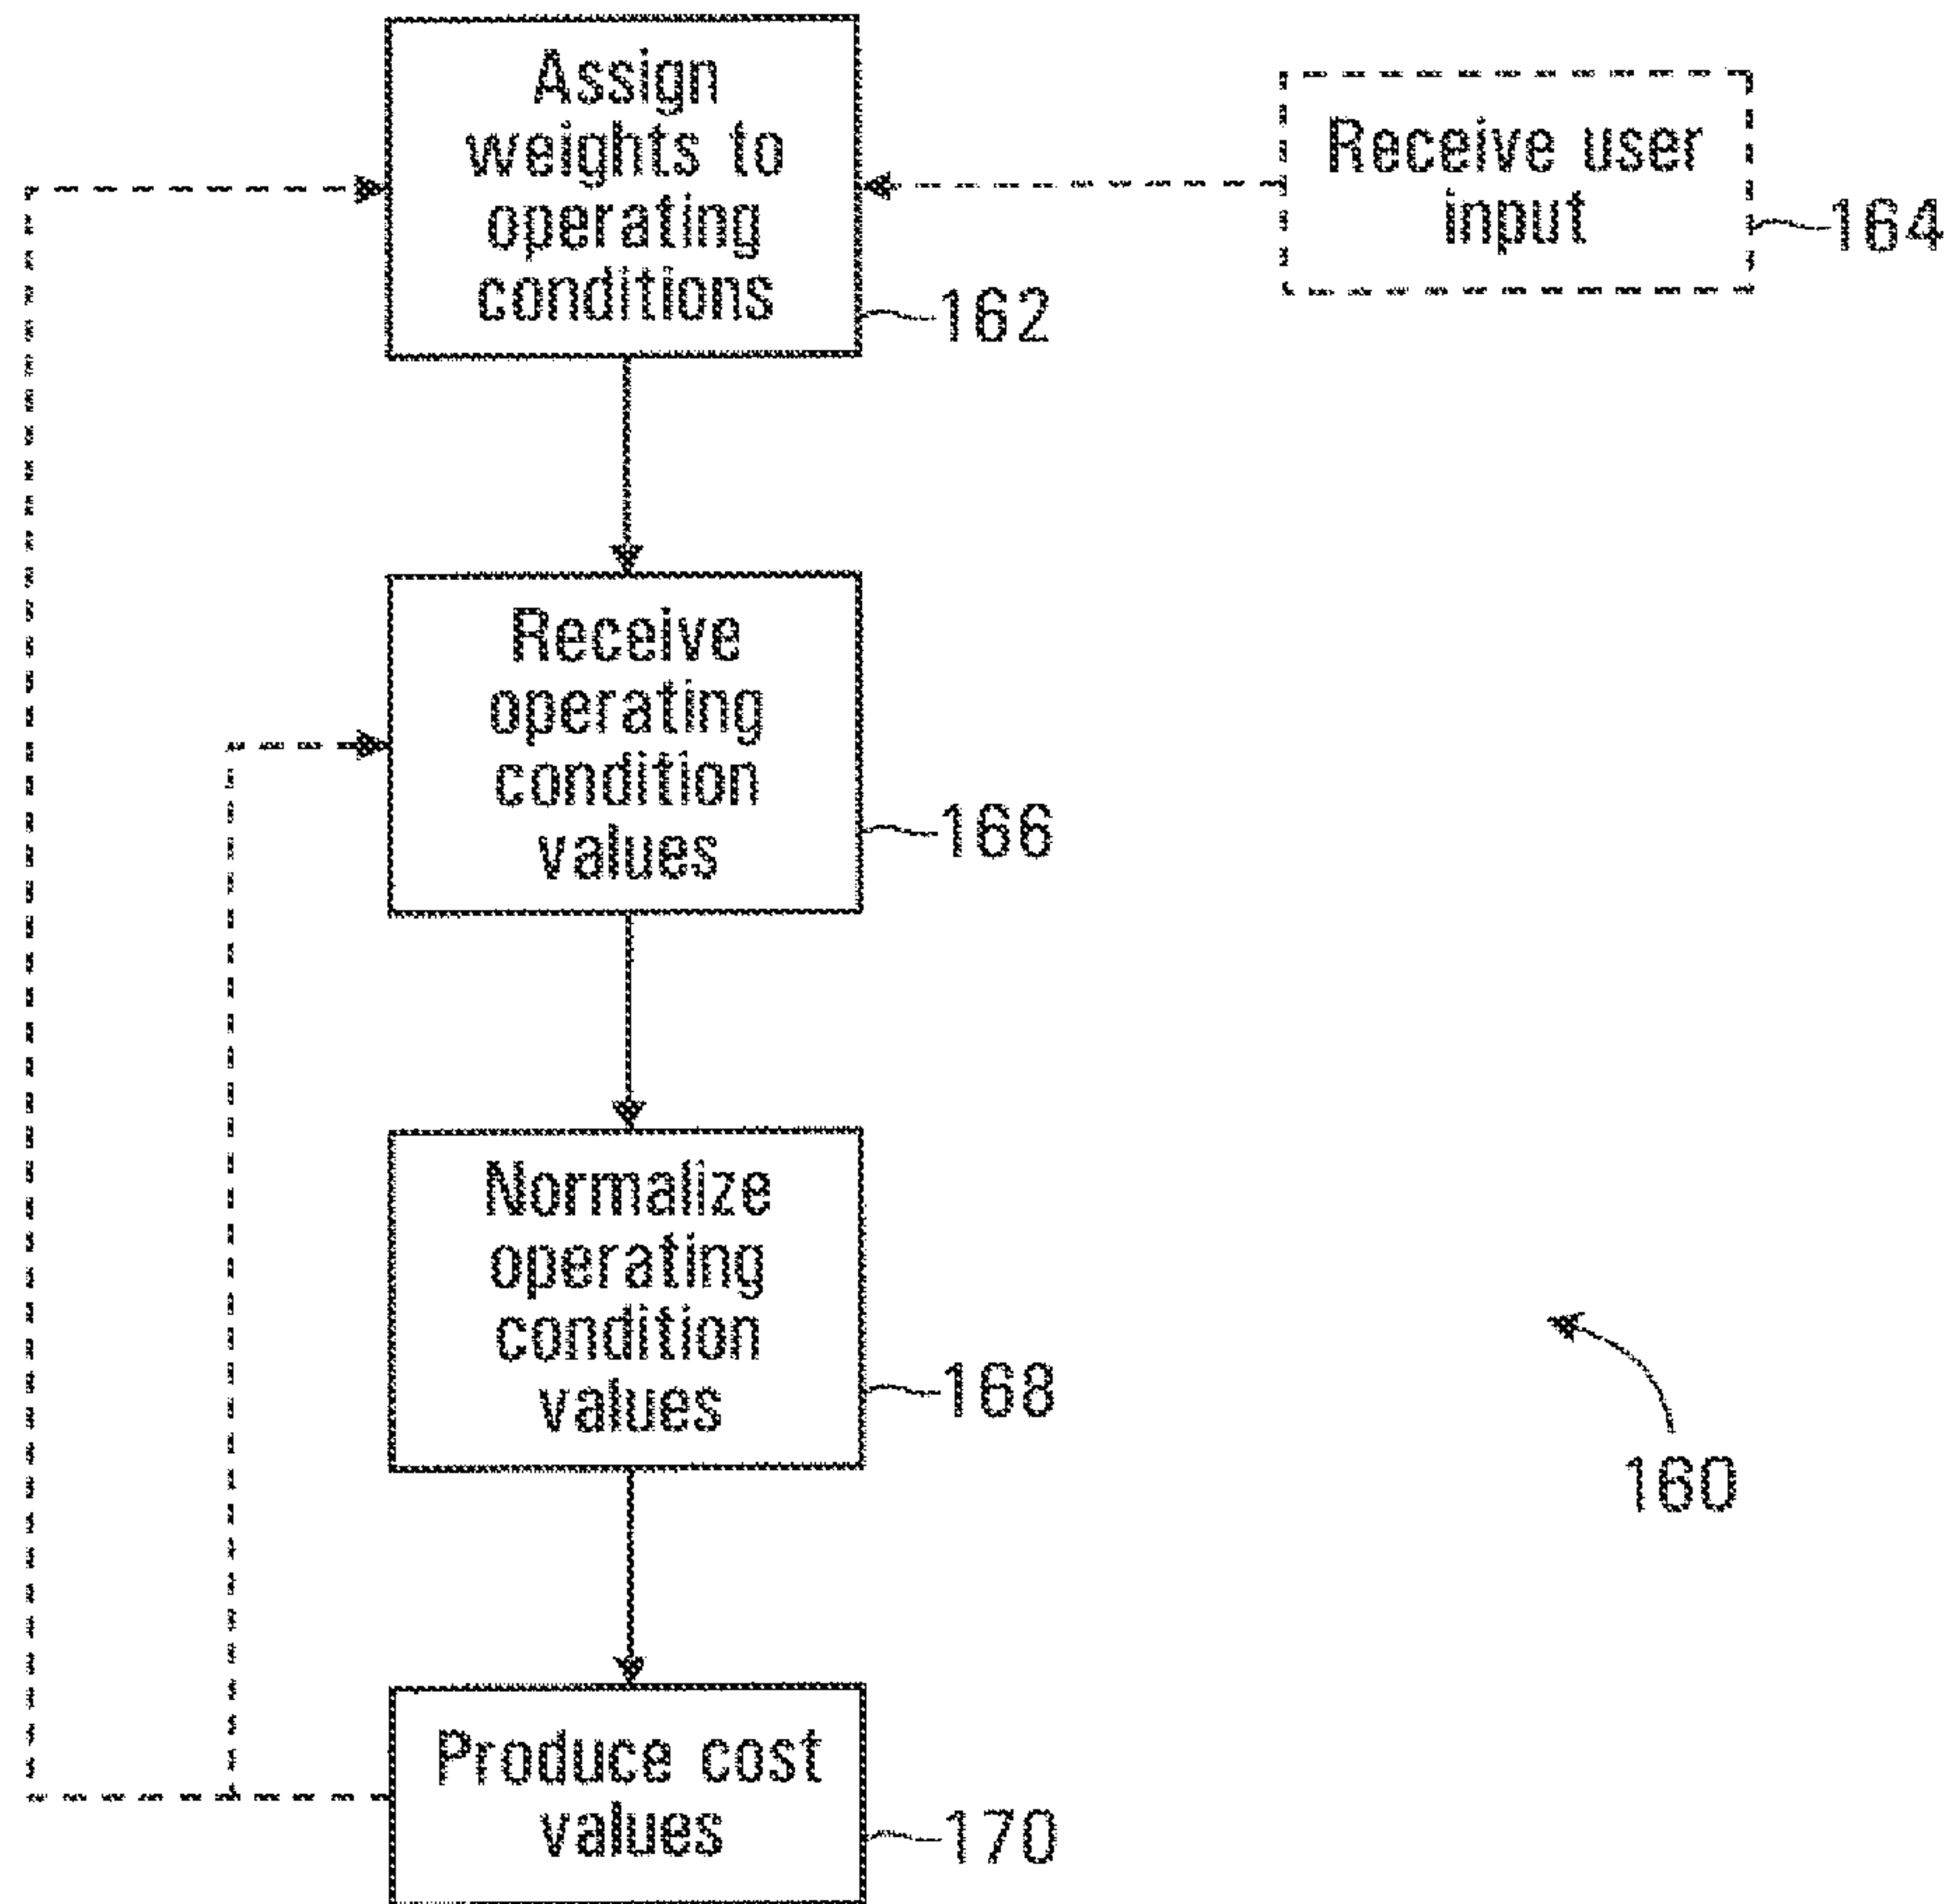 Assign
weights to
operating
conditions
162
Receive user
input
164
Receive
operating
condition
values
166
Normalize
operating
condition
values
168
160
Produce cost
values
170